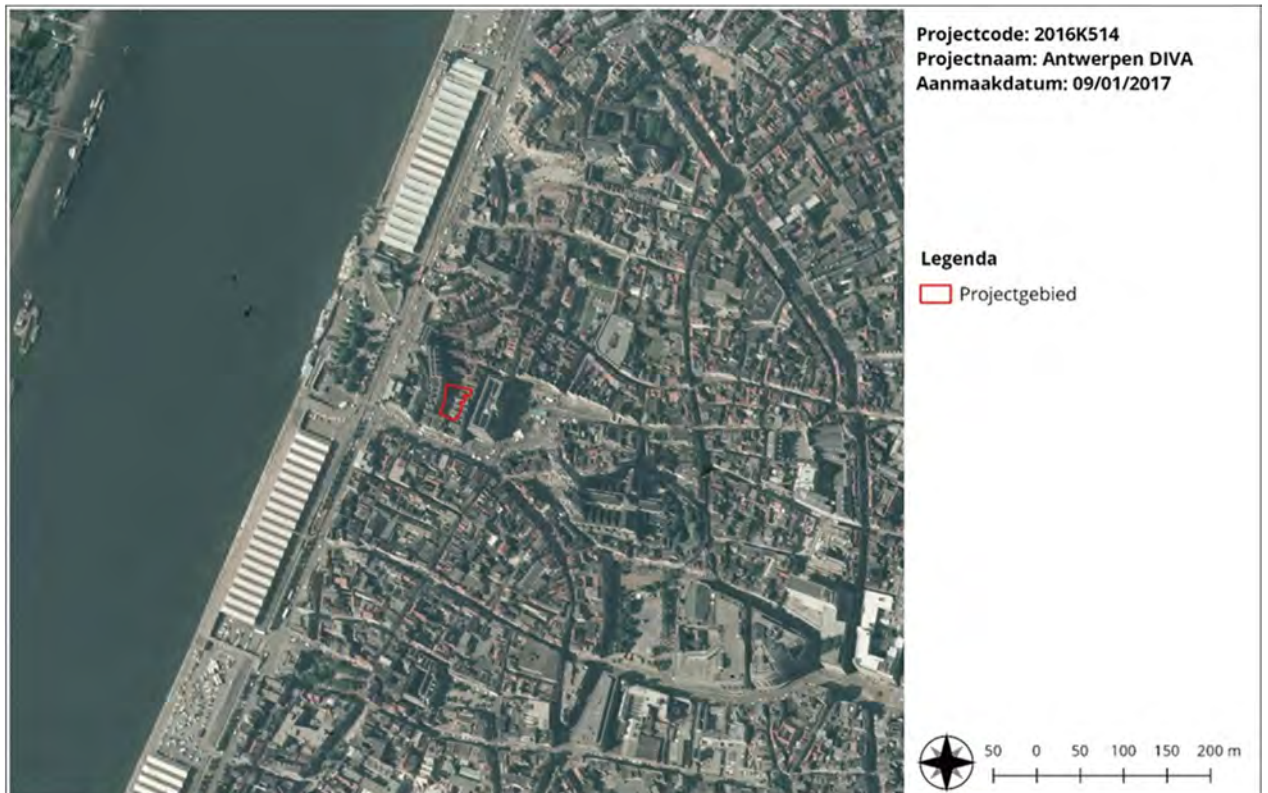 Projectcode: 2016K514
Projectnaam: Antwerpen DIVA
Aanmaakdatum: 09/01/2017
Legenda
Projectgebied
50 0 50 100 150 200 m